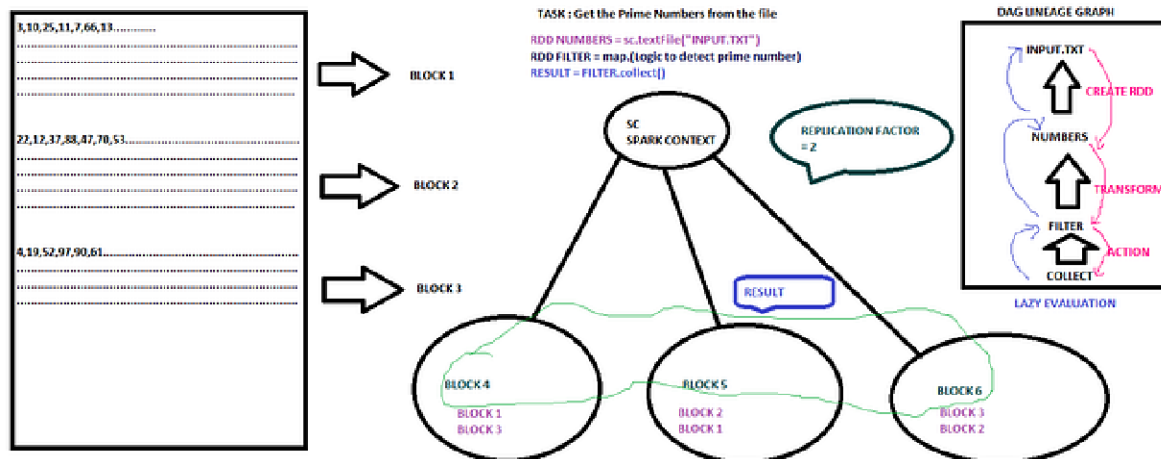 3,10,25,11,7,66,13.............
22,12,37,88,47,70,53
4,19,52,97,90,61
BLOCK 1
BLOCK 2
BLOCK 3
TASK : Get the Prime Numbers from the file
RDD NUMBERS = sc.textFile("INPUT.TXT")
RDD FILTER = map.(Logic to detect prime number)
RESULT = FILTER.collect()
SC
SPARK CONTEXT
REPLICATION FACTOR
= 2
RESULT
BLOCK 4
BLOCK 1
BLOCK 3
BLOCK 5
BLOCK 2
BLOCK 1
BLOCK 6
BLOCK 3
BLOCK 2
DAG LINEAGE GRAPH
INPUT.TXT
CREATE RDD
NUMBERS
TRANSFORM
FILTER
ACTION
COLLECT
LAZY EVALUATION